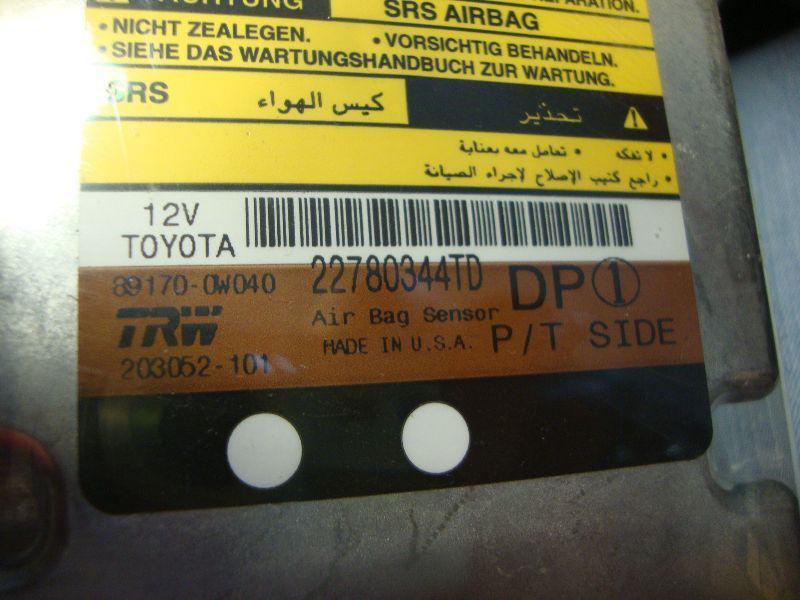 ACHTUNG
REPARATION.
SRS AIRBAG
• NICHT ZEALEGEN. • VORSICHTIG BEHANDELN.
• SIEHE DAS WARTUNGSHANDBUCH ZUR WARTUNG.
SRS كيس الهواء
تحذير
• لا تفكه • تعامل معه بعناية
• راجع كتيب الإصلاح لإجراء الصيانة
12V
TOYOTA
89170-0W040 22780344TD DP①
TRW Air Bag Sensor
MADE IN U.S.A. P/T SIDE
203052-101